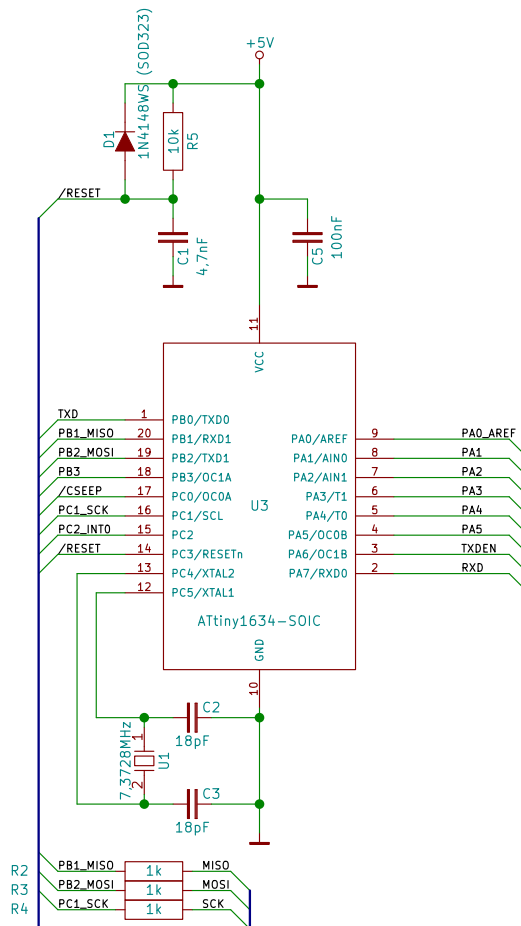 +5V
D1
1N4148WS (SOD323)
10k
R5
/RESET
C1
4,7nF
C5
100nF
11
VCC
TXD
1
PB0/TXD0
PB1_MISO
20
PB1/RXD1
PB2_MOSI
19
PB2/TXD1
PB3
18
PB3/OC1A
/CSEEP
17
PC0/OC0A
PC1_SCK
16
PC1/SCL
PC2_INT0
15
PC2
/RESET
14
PC3/RESETn
13
PC4/XTAL2
12
PC5/XTAL1
PA0/AREF
9
PA0_AREF
PA1/AIN0
8
PA1
PA2/AIN1
7
PA2
PA3/T1
6
PA3
PA4/T0
5
PA4
PA5/OC0B
4
PA5
PA6/OC1B
3
TXDEN
PA7/RXD0
2
RXD
U3
ATtiny1634-SOIC
GND
10
C2
18pF
7,3728MHz
1
2
U1
C3
18pF
R2
PB1_MISO
1k
MISO
R3
PB2_MOSI
1k
MOSI
R4
PC1_SCK
1k
SCK